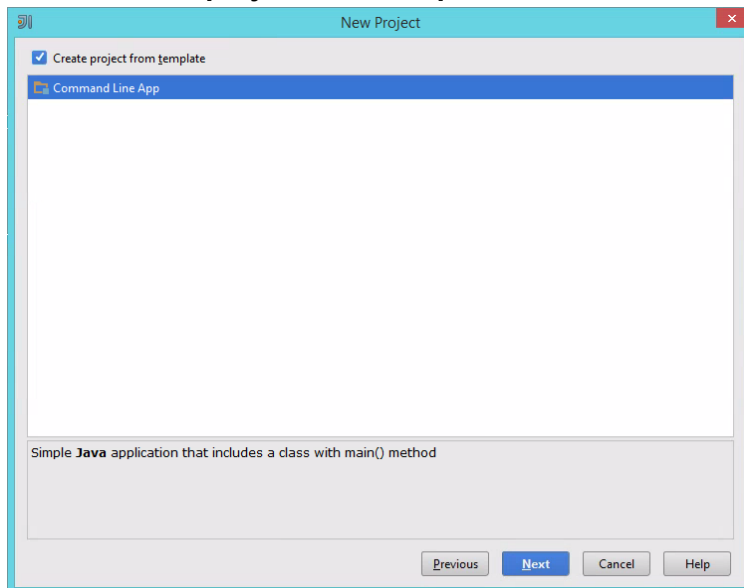 New Project
Create project from template
Command Line App
Simple Java application that includes a class with main() method
Previous Next Cancel Help